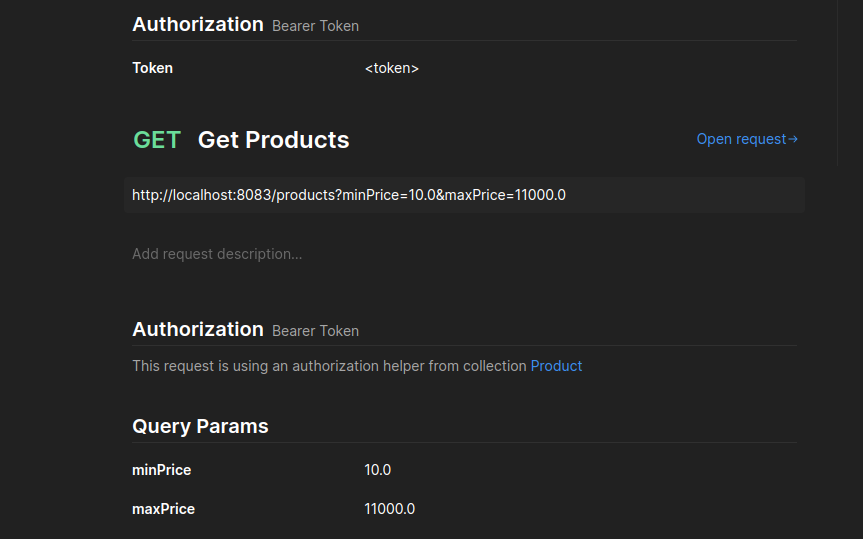 Authorization Bearer Token
Token <token>
GET Get Products Open request→
http://localhost:8083/products?minPrice=10.0&maxPrice=11000.0
Add request description...
Authorization Bearer Token
This request is using an authorization helper from collection Product
Query Params
minPrice 10.0
maxPrice 11000.0